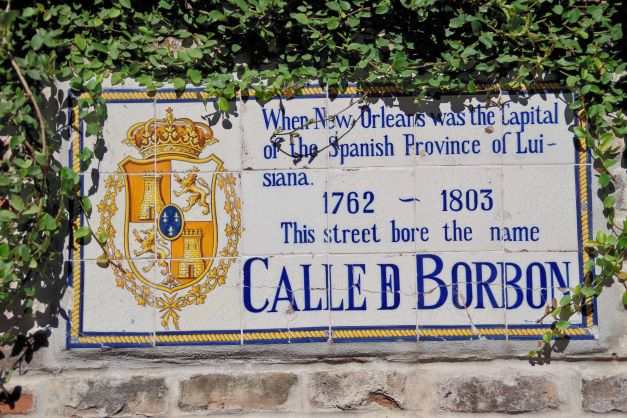 When New Orleans was the Capital
of the Spanish Province of Lui~
siana.
1762 ~ 1803
This street bore the name
CALLE D BORBON